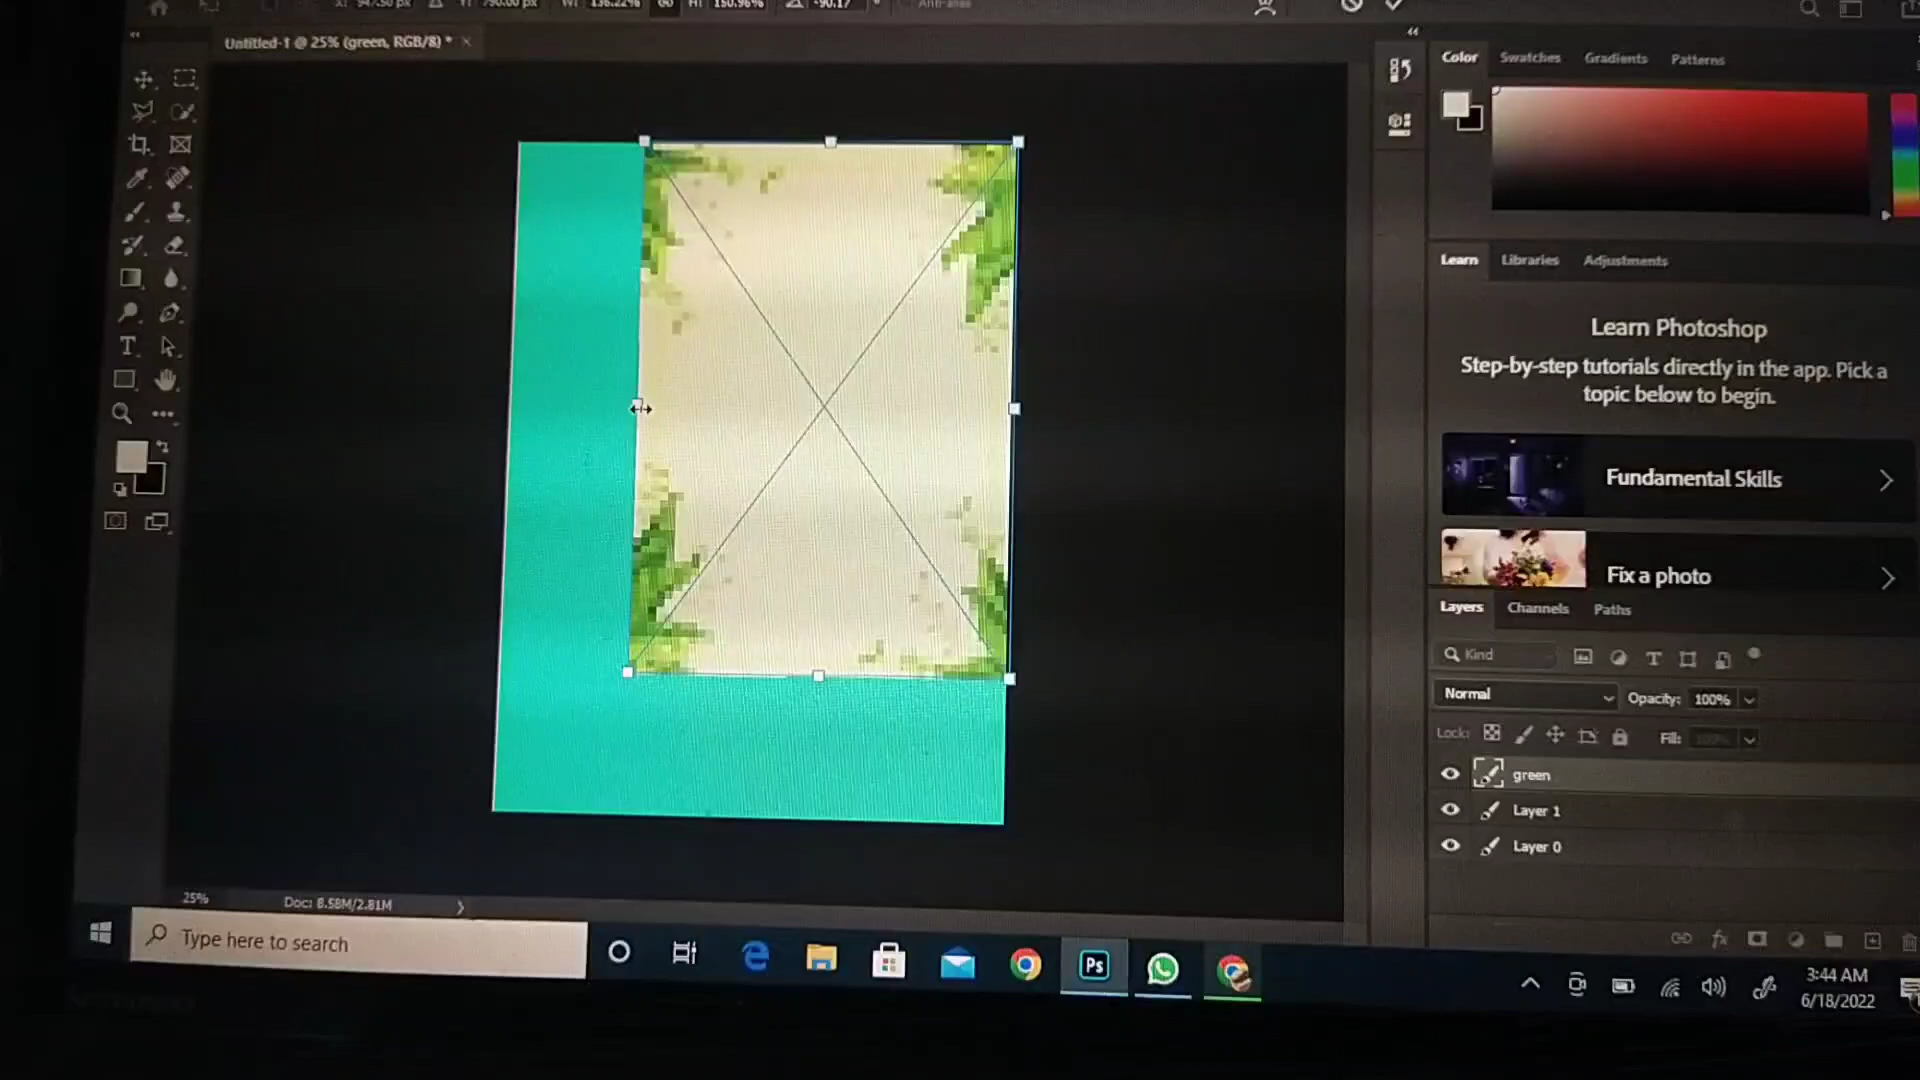 Untitled-1 @ 25% (green, RGB/8) *
Color
Swatches
Gradients
Patterns
Learn
Libraries
Adjustments
Learn Photoshop
Step-by-step tutorials directly in the app. Pick a
topic below to begin.
Fundamental Skills
Fix a photo
Layers
Channels
Paths
Kind
Normal
Opacity: 100%
Lock:
Fill:
green
Layer 1
Layer 0
25%
Doc: 8.58M/2.81M
Type here to search
Ps
3:44 AM
6/18/2022